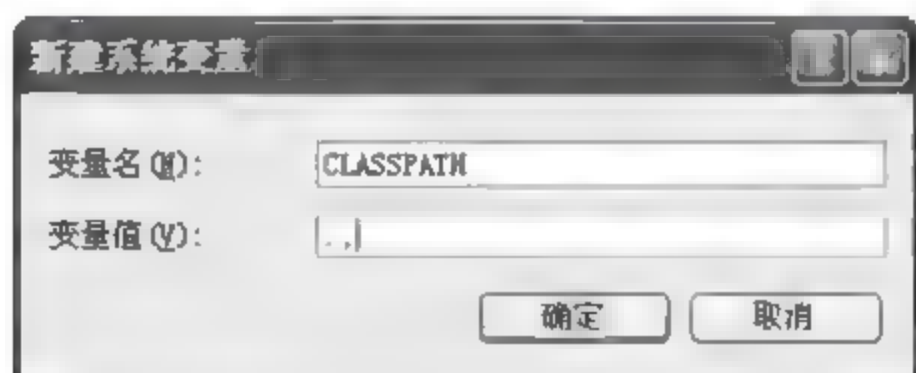 新建系统变量
变量名(N):
CLASSPATH
变量值(V):
.;
确定
取消